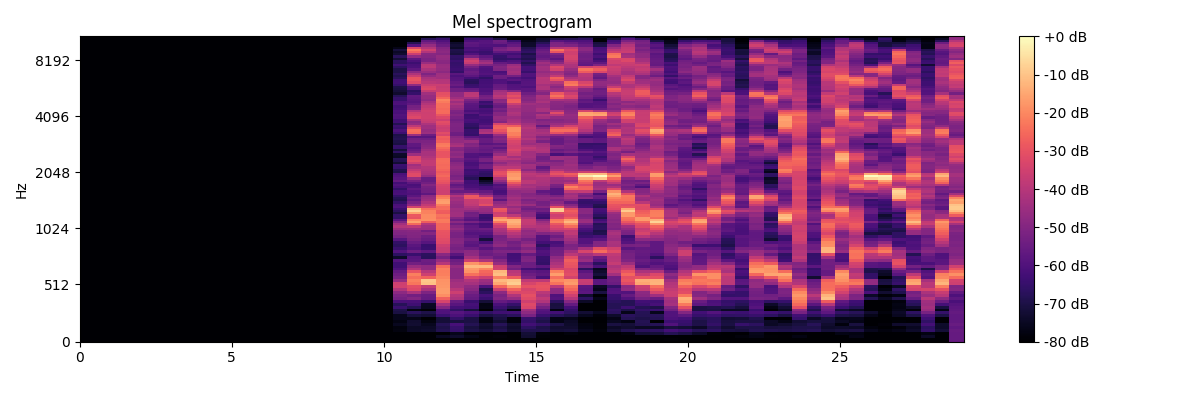 Mel spectrogram
+0 dB
8192
-10 dB
4096
-20 dB
-30 dB
2048
-40 dB
Hz
1024
-50 dB
-60 dB
512
-70 dB
0
-80 dB
0 5 10 15 20 25
Time